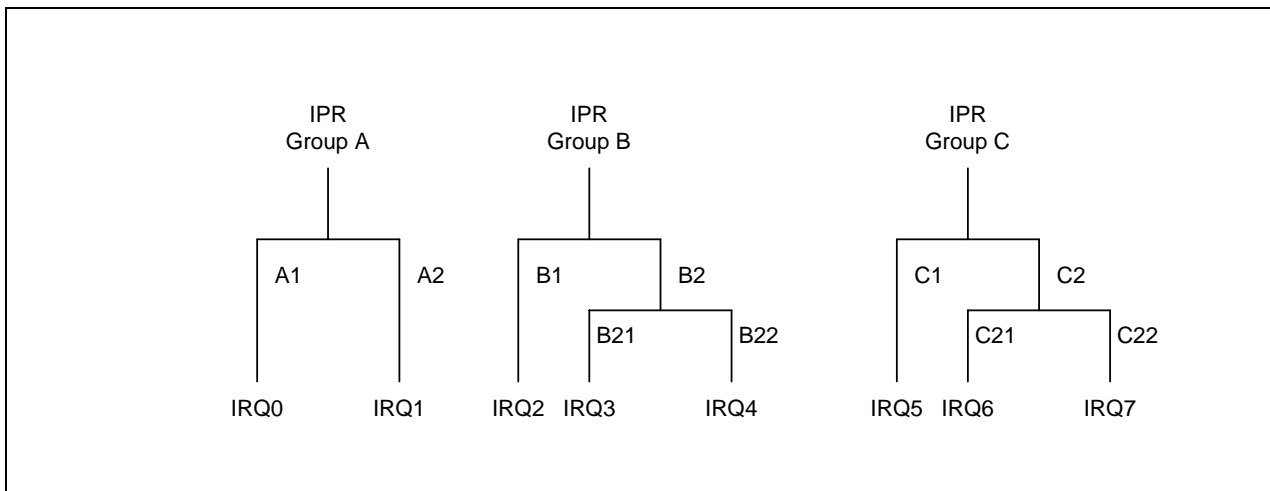 IPR
Group A
IPR
Group B
IPR
Group C
A1
A2
B1
B2
C1
C2
B21
B22
C21
C22
IRQ0
IRQ1
IRQ2
IRQ3
IRQ4
IRQ5
IRQ6
IRQ7